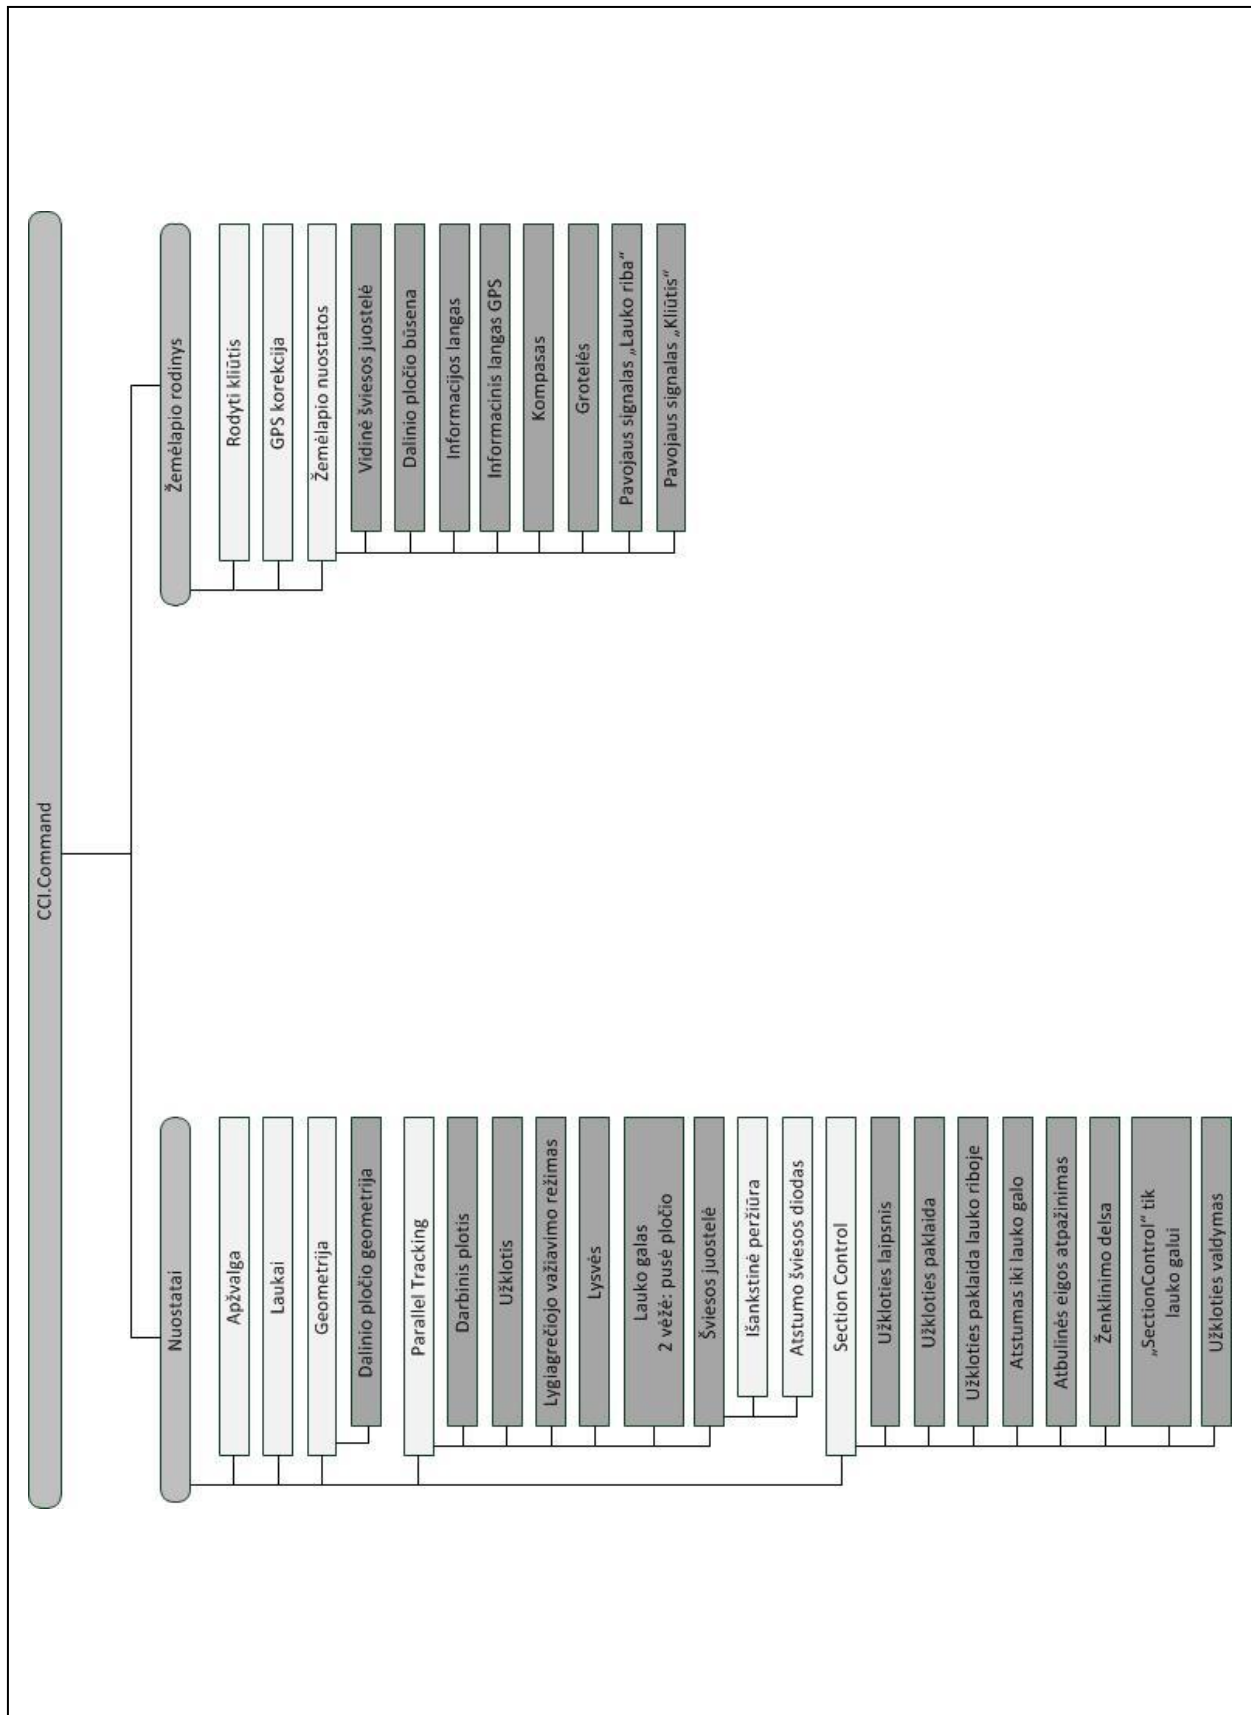 CCI.Command
Nuostatai
Apžvalga
Laukai
Geometrija
Dalinio pločio geometrija
Parallel Tracking
Darbinis plotis
Užklotis
Lygiagrečiojo važiavimo režimas
Lysvės
Lauko galas
2 vėžė: pusė pločio
Šviesos juostelė
Išankstinė peržiūra
Atstumo šviesos diodas
Section Control
Užkloties laipsnis
Užkloties paklaida
Užkloties paklaida lauko riboje
Atstumas iki lauko galo
Atbulinės eigos atpažinimas
Ženklinimo delsa
„SectionControl“ tik
lauko galui
Užkloties valdymas
Žemėlapio rodinys
Rodyti kliūtis
GPS korekcija
Žemėlapio nuostatos
Vidinė šviesos juostelė
Dalinio pločio būsena
Informacijos langas
Informacinis langas GPS
Kompasas
Grotelės
Pavojaus signalas „Lauko riba“
Pavojaus signalas „Kliūtis“